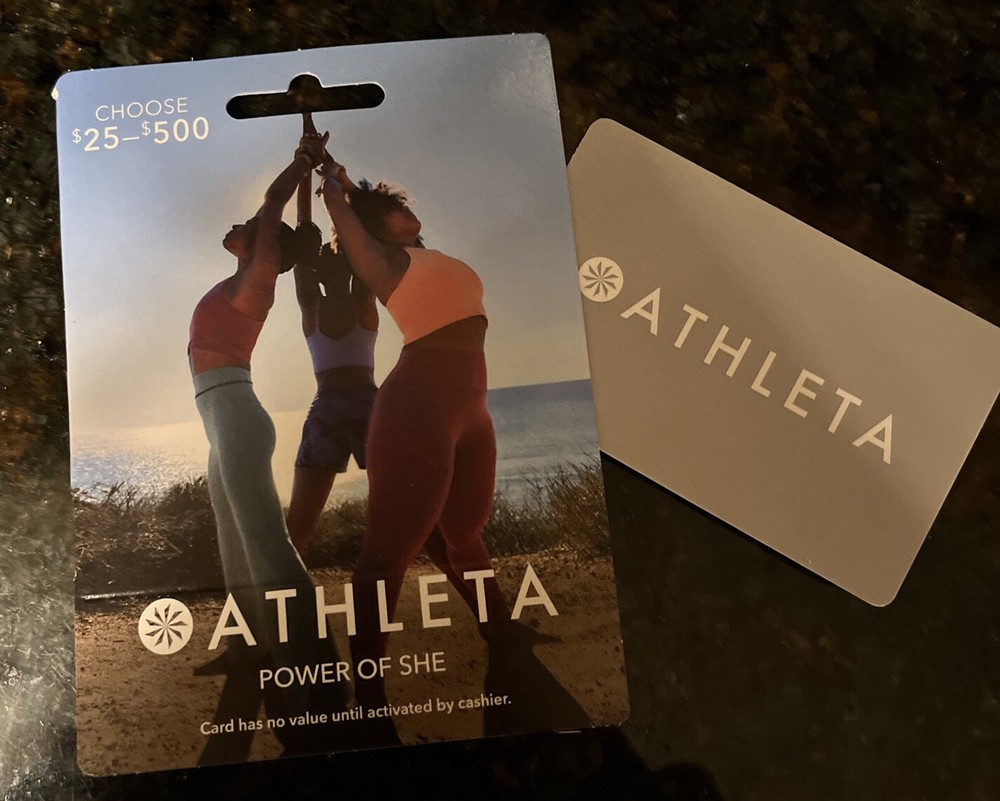 CHOOSE
$25–$500
ATHLETA
POWER OF SHE
Card has no value until activated by cashier.
ATHLETA